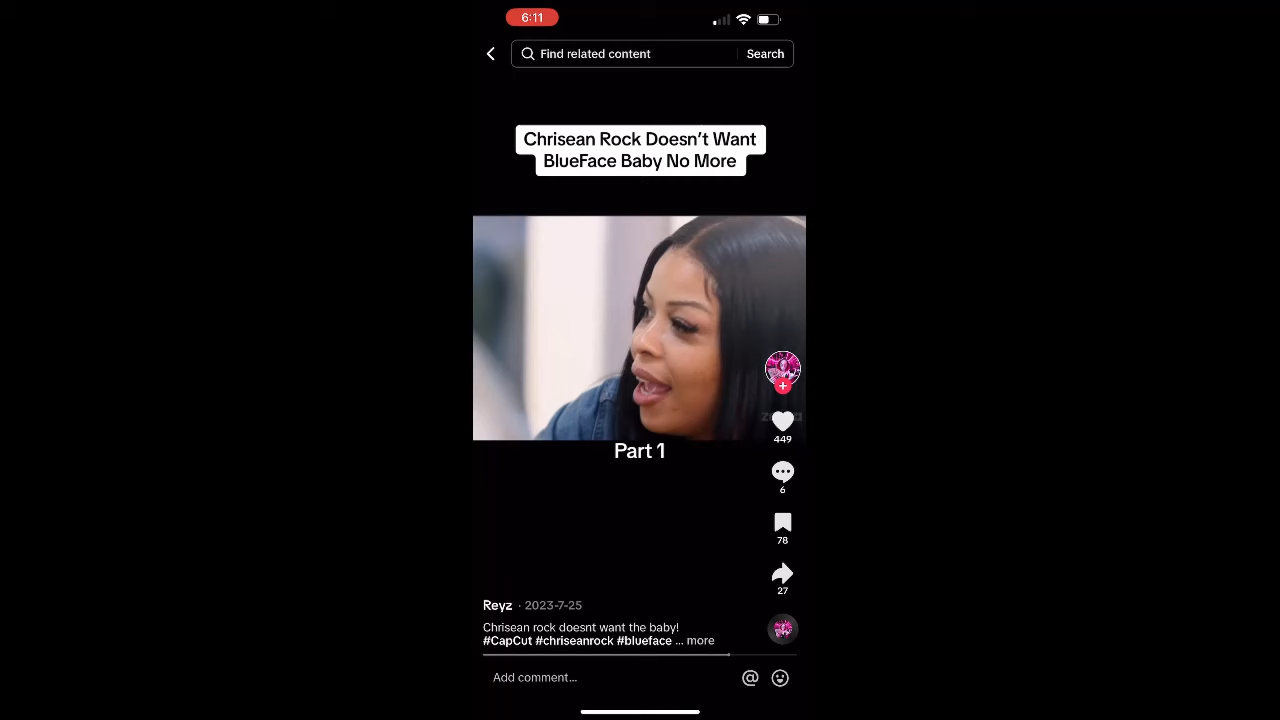 6:11
Find related content
Search
Chrisean Rock Doesn't Want
BlueFace Baby No More
Part 1
449
6
78
27
Reyz · 2023-7-25
Chrisean rock doesnt want the baby!
#CapCut #chriseanrock #blueface ... more
Add comment...
@